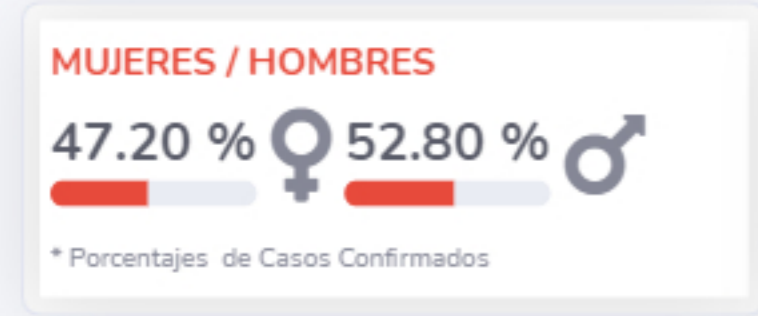 MUJERES / HOMBRES
47.20 % 52.80 %
* Porcentajes de Casos Confirmados